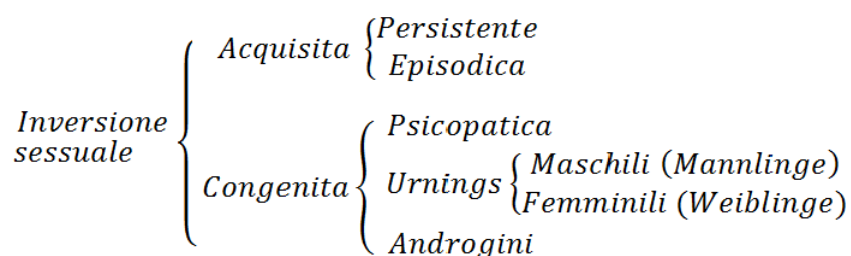 Inversione
sessuale
Acquisita
Persistente
Episodica
Congenita
Psicopatica
Urnings
Maschili (Mannlinge)
Femminili (Weiblinge)
Androgini